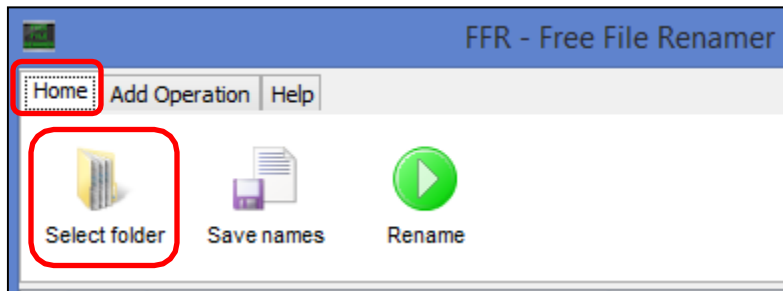 FFR - Free File Renamer
Home Add Operation Help
Select folder Save names Rename